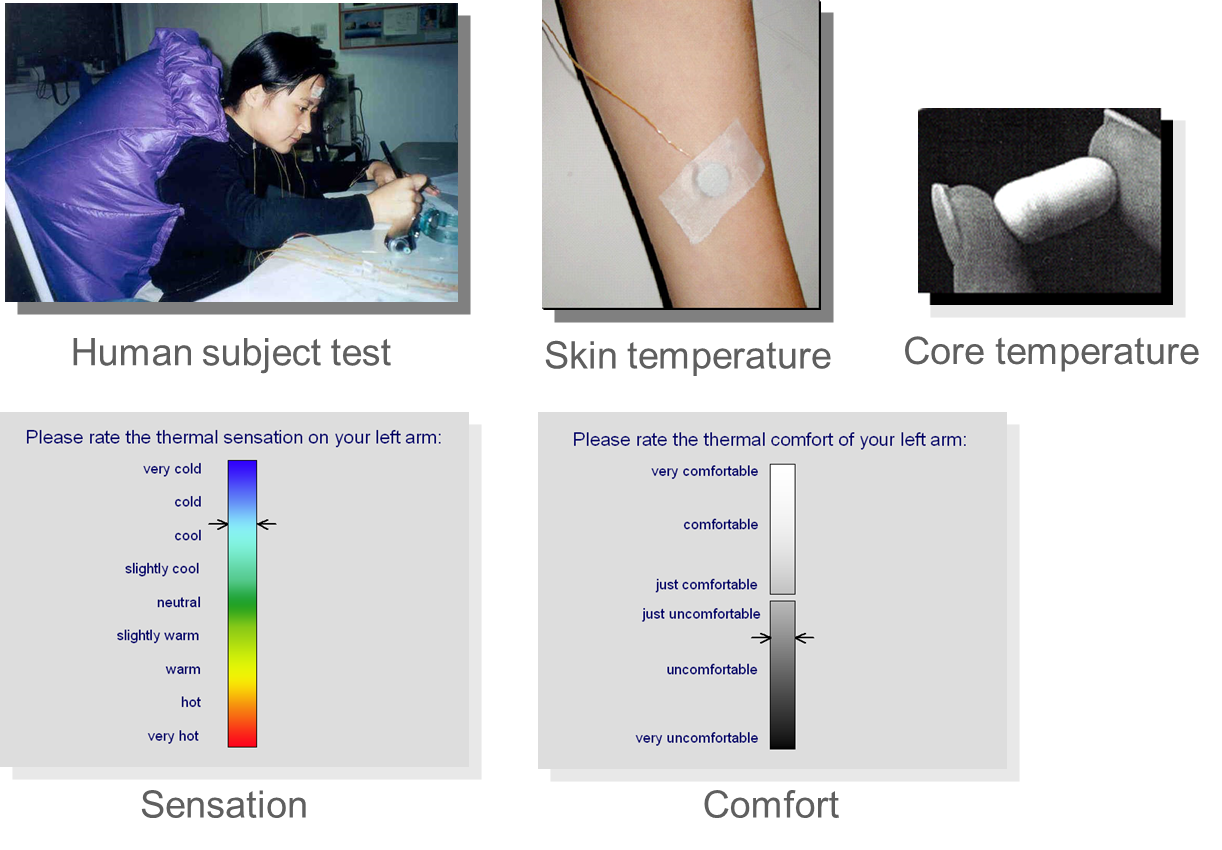 Human subject test
Skin temperature
Core temperature
Please rate the thermal sensation on your left arm:
very cold
cold
cool
slightly cool
neutral
slightly warm
warm
hot
very hot
Sensation
Please rate the thermal comfort of your left arm:
very comfortable
comfortable
just comfortable
just uncomfortable
uncomfortable
very uncomfortable
Comfort